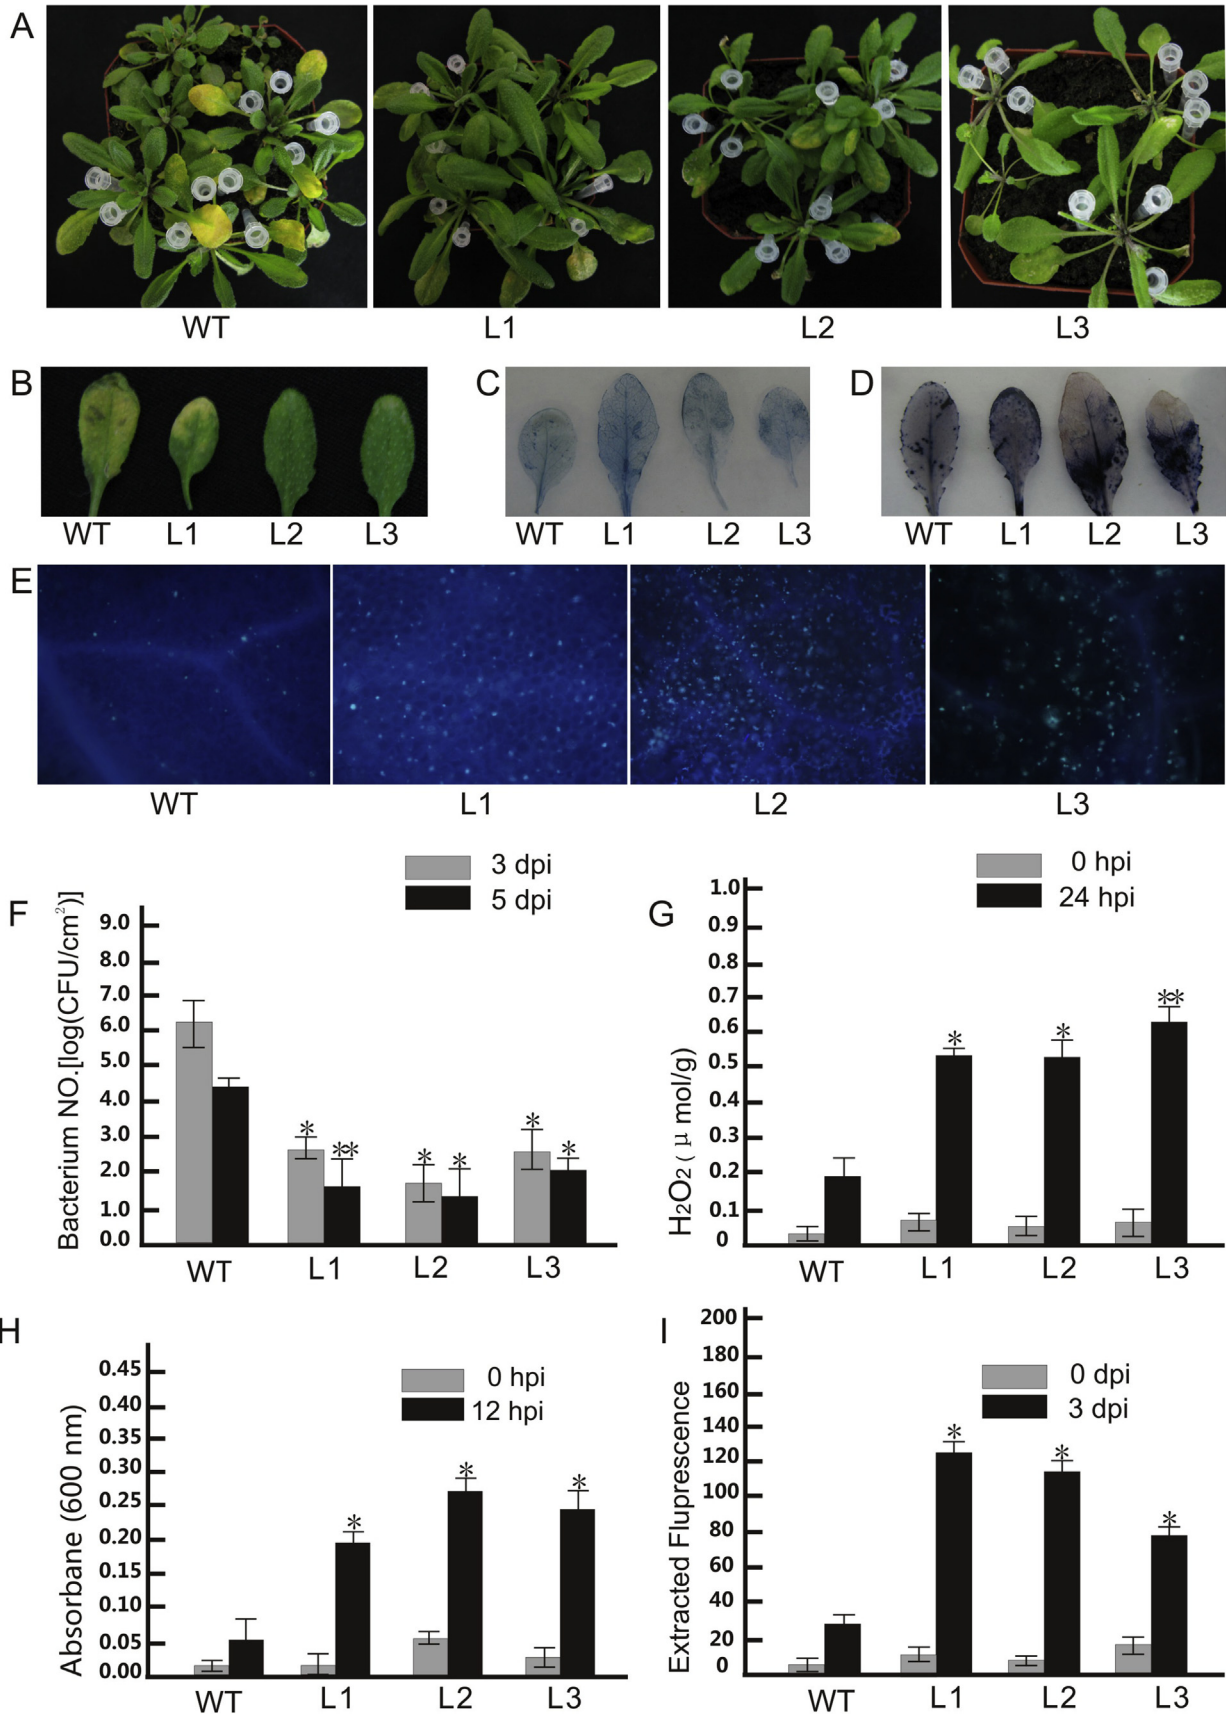 A
WT L1 L2 L3
B C D
WT L1 L2 L3 WT L1 L2 L3 WT L1 L2 L3
E
WT L1 L2 L3
F
3 dpi
5 dpi
Bacterium NO.[log(CFU/cm²)]
9.0
8.0
7.0
6.0
5.0
4.0
3.0
2.0
1.0
0.0
* ** * * * *
WT L1 L2 L3
G
0 hpi
24 hpi
H2O2 ( μ mol/g)
1.0
0.9
0.8
0.7
0.6
0.5
0.4
0.3
0.2
0.1
0
* * **
WT L1 L2 L3
H
0 hpi
12 hpi
Absorbane (600 nm)
0.45
0.40
0.35
0.30
0.25
0.20
0.15
0.10
0.05
0.00
* * *
WT L1 L2 L3
I
0 dpi
3 dpi
Extracted Fluprescence
200
180
160
140
120
100
80
60
40
20
0
* * *
WT L1 L2 L3